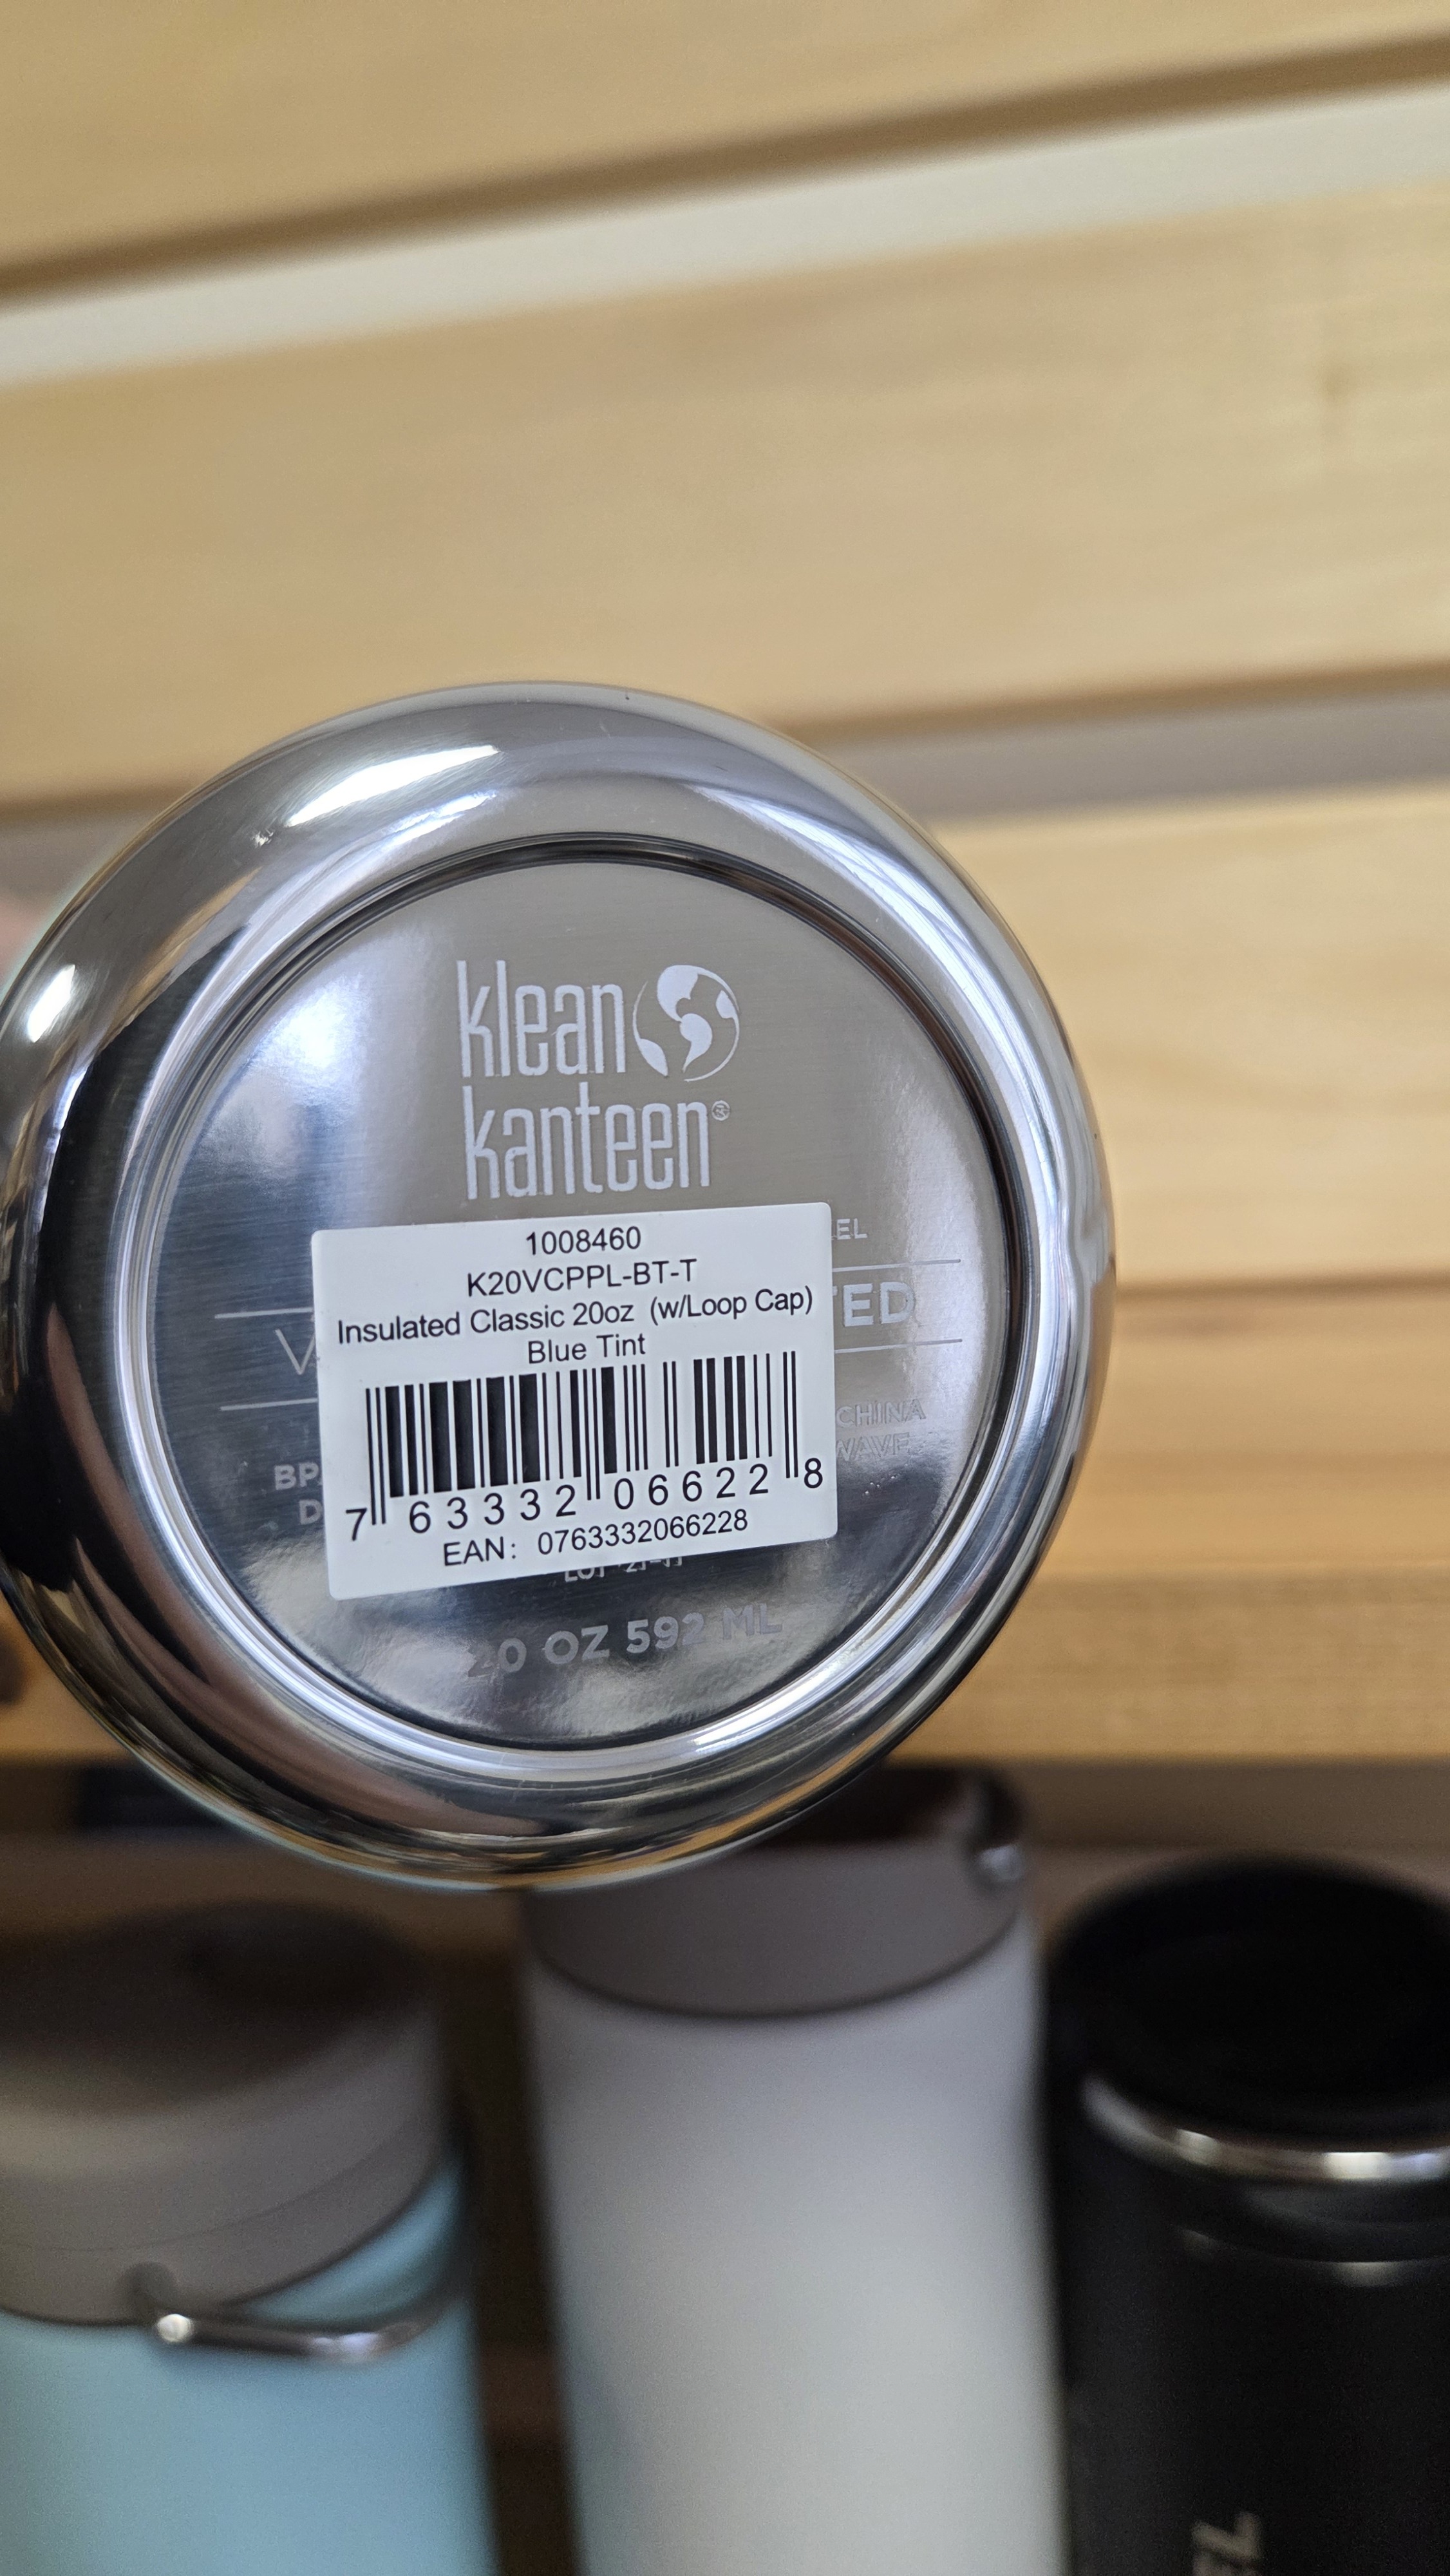 klean
kanteen®
1008460
K20VCPPL-BT-T
Insulated Classic 20oz (w/Loop Cap)
Blue Tint
7 63332 06622 8
EAN: 0763332066228
CHINA
20 OZ 592 ML